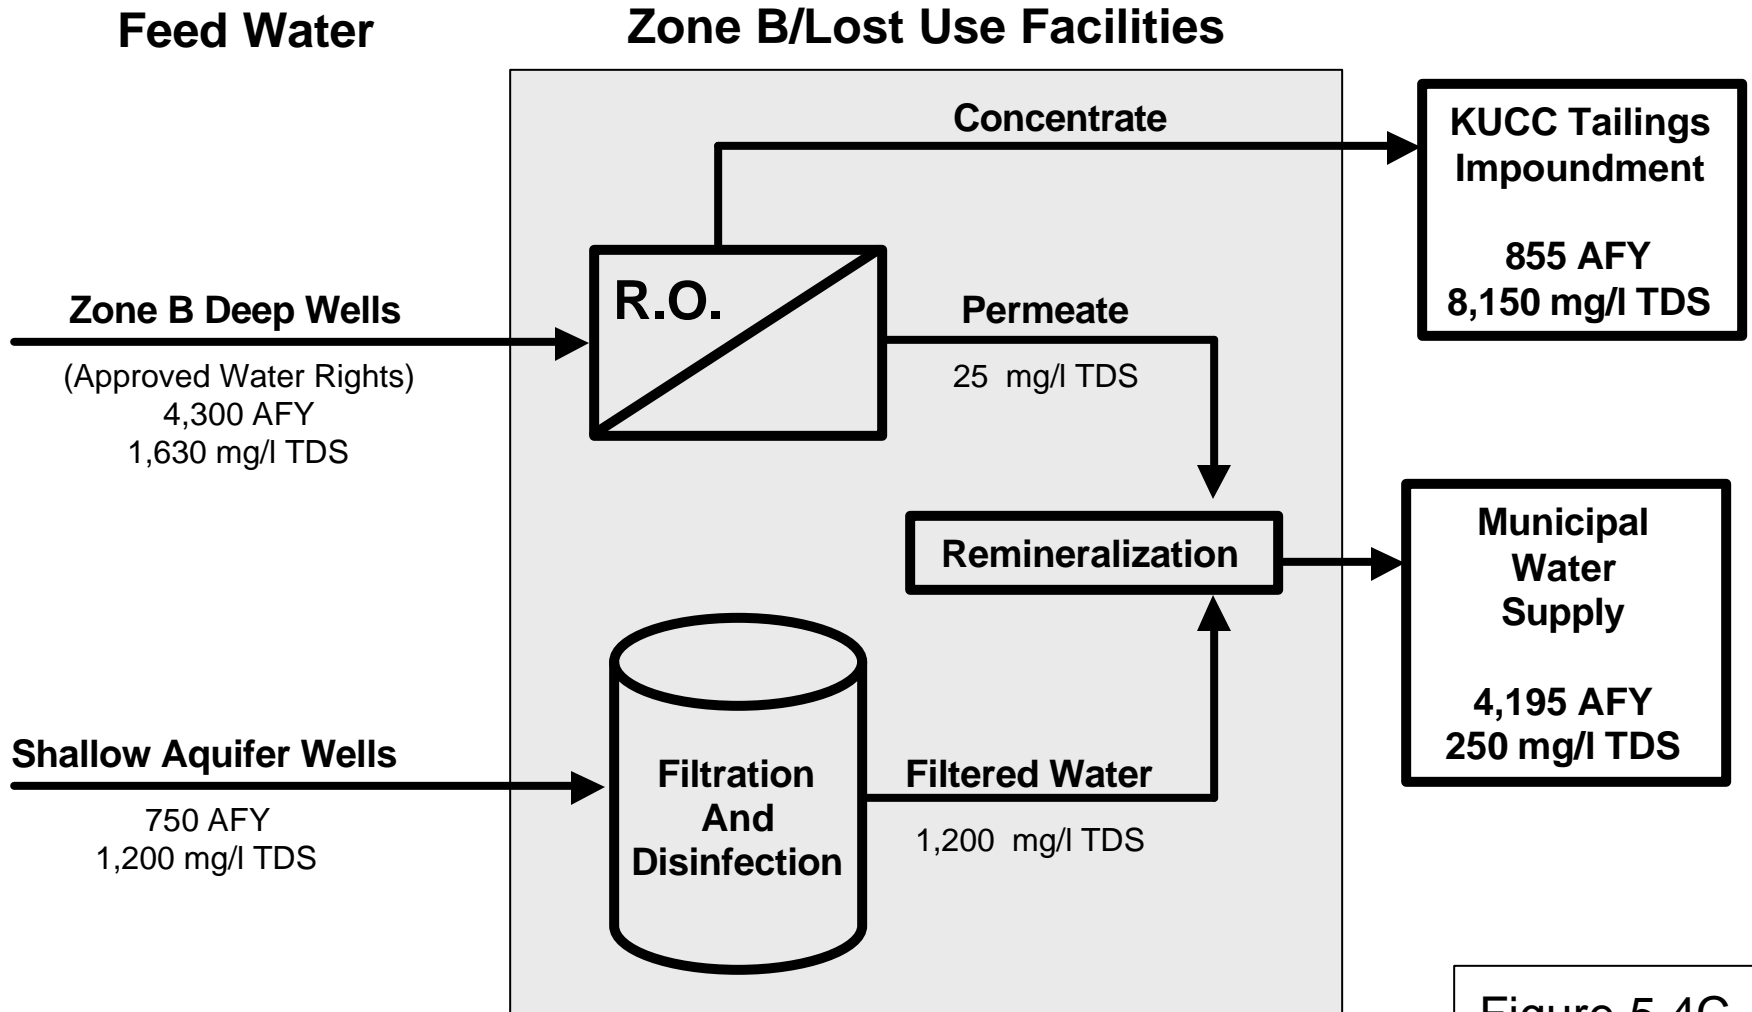 Feed Water
Zone B/Lost Use Facilities
Concentrate
KUCC Tailings
Impoundment
855 AFY
8,150 mg/l TDS
R.O.
Zone B Deep Wells
(Approved Water Rights)
4,300 AFY
1,630 mg/l TDS
Permeate
25 mg/l TDS
Remineralization
Municipal
Water
Supply
4,195 AFY
250 mg/l TDS
Shallow Aquifer Wells
750 AFY
1,200 mg/l TDS
Filtration
And
Disinfection
Filtered Water
1,200 mg/l TDS
Figure 5.4C